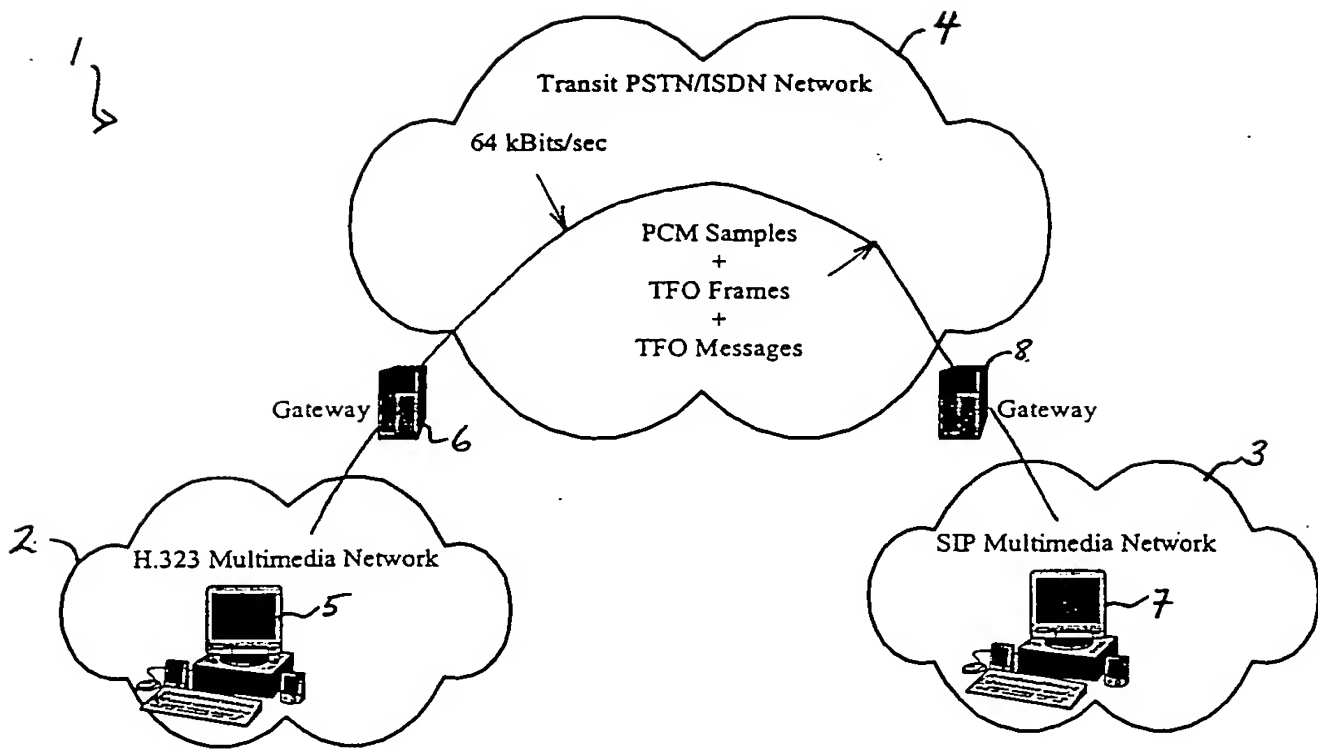 1
4
Transit PSTN/ISDN Network
64 kBits/sec
PCM Samples
+
TFO Frames
+
TFO Messages
8
Gateway
6
Gateway
3
2
H.323 Multimedia Network
SIP Multimedia Network
5
7